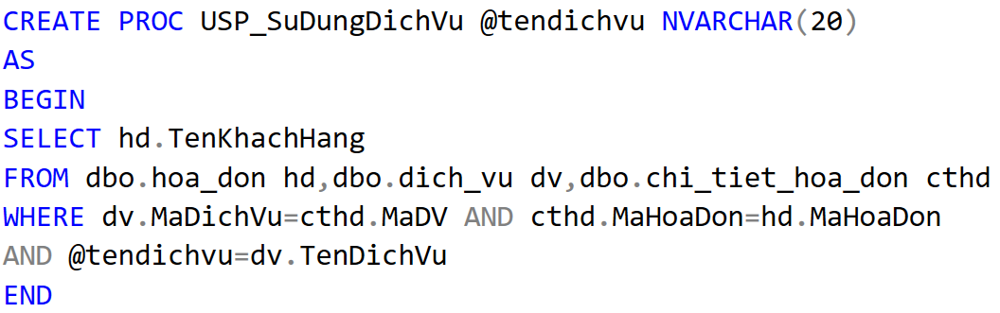 CREATE PROC USP_SuDungDichVu @tendichvu NVARCHAR(20)
AS
BEGIN
SELECT hd.TenKhachHang
FROM dbo.hoa_don hd,dbo.dich_vu dv,dbo.chi_tiet_hoa_don cthd
WHERE dv.MaDichVu=cthd.MaDV AND cthd.MaHoaDon=hd.MaHoaDon
AND @tendichvu=dv.TenDichVu
END